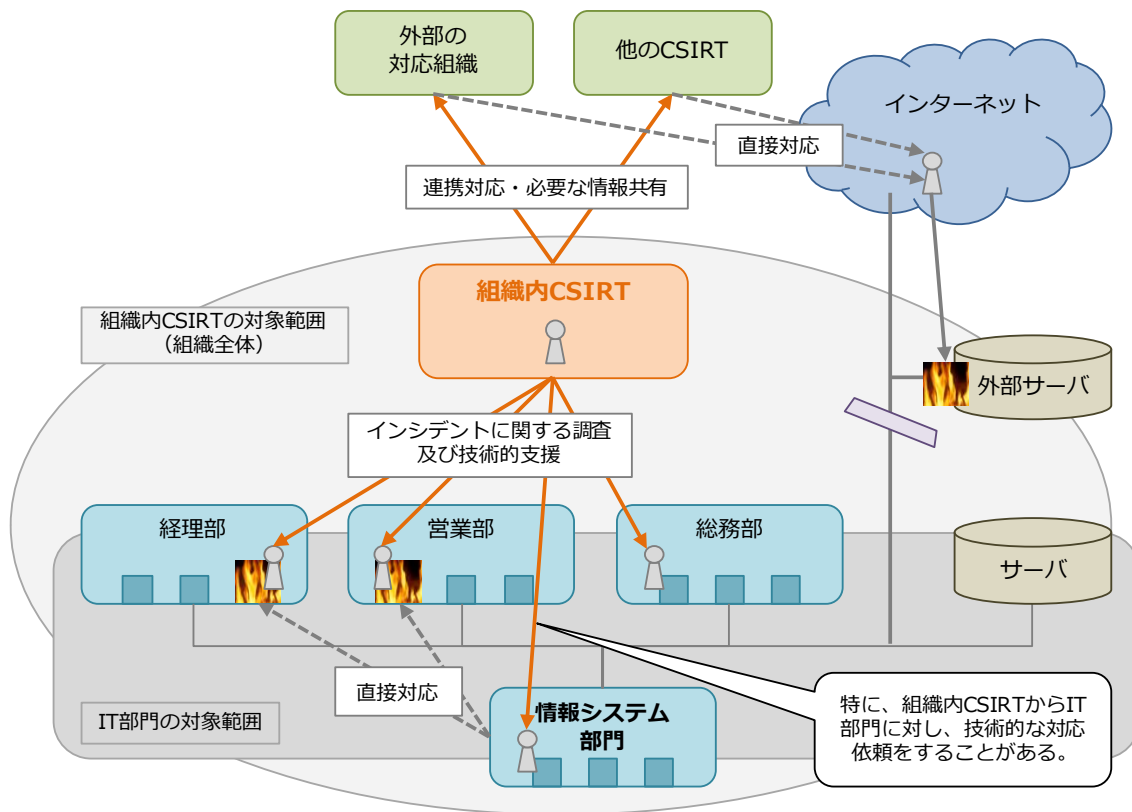 外部の
対応組織
他のCSIRT
インターネット
直接対応
連携対応・必要な情報共有
組織内CSIRT
組織内CSIRTの対象範囲
（組織全体）
外部サーバ
インシデントに関する調査
及び技術的支援
経理部
営業部
総務部
サーバ
直接対応
IT部門の対象範囲
情報システム
部門
特に、組織内CSIRTからIT
部門に対し、技術的な対応
依頼をすることがある。